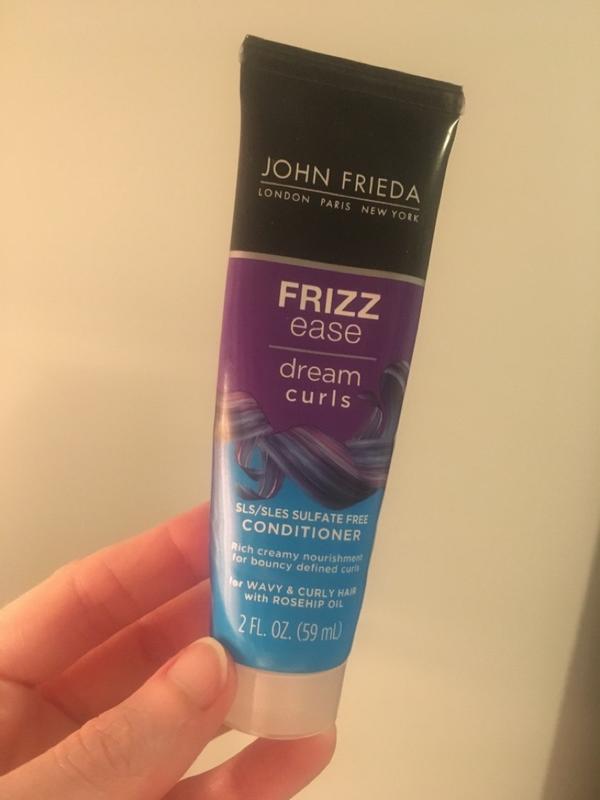 JOHN FRIEDA
LONDON PARIS NEW YORK
FRIZZ
ease
dream
curls
SLS/SLES SULFATE FREE
CONDITIONER
Rich creamy nourishment
for bouncy defined curls
for WAVY & CURLY HAIR
with ROSEHIP OIL
2 FL. OZ. (59 mL)